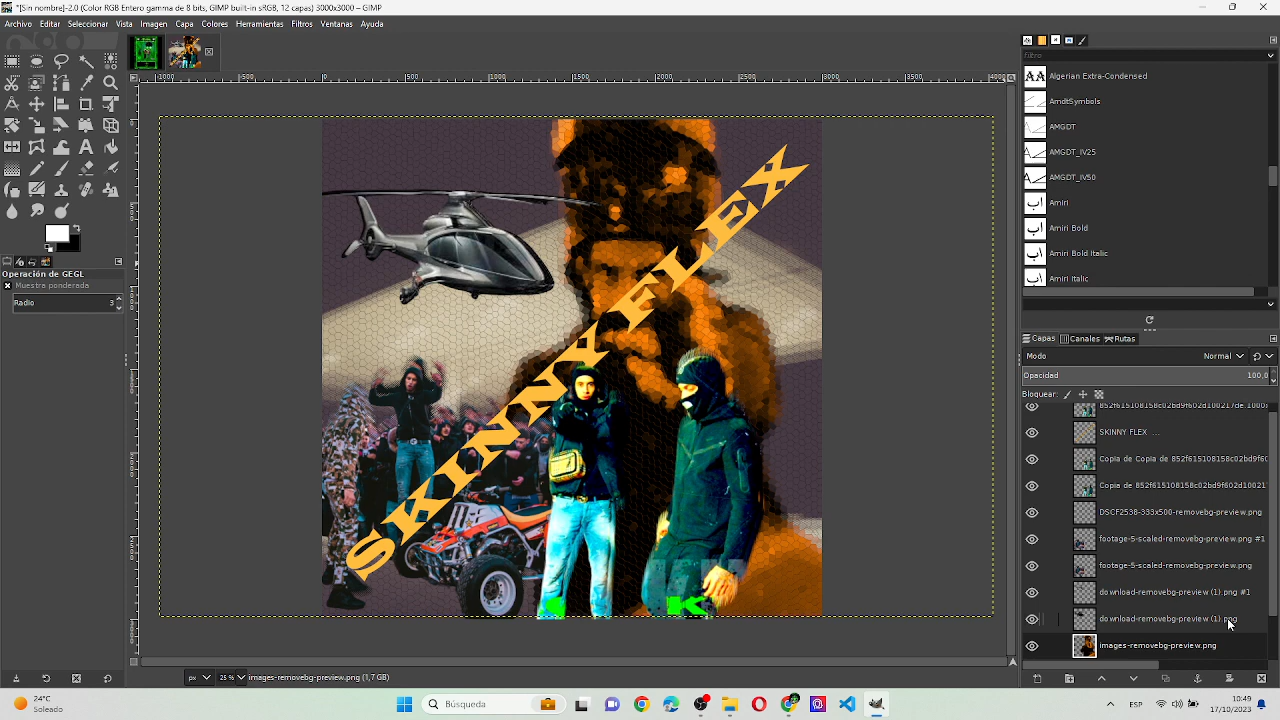 *[Sin nombre]-2.0 (Color RGB Entero gamma de 8 bits, GIMP built-in sRGB, 12 capas) 3000x3000 – GIMP
Archivo Editar Seleccionar Vista Imagen Capa Colores Herramientas Filtros Ventanas Ayuda
filtro
Algerian Extra-Condensed
AmdtSymbols
AMGDT
AMGDT_IV25
AMGDT_IV50
Amiri
Amiri Bold
Amiri Bold Italic
Amiri Italic
Operación de GEGL
Muestra ponderada
Radio 3
SKINNY FLEX
Capas Canales Rutas
Modo Normal
Opacidad 100,0
Bloquear:
SKINNY FLEX ...
Copia de Copia de 852f615108158c02bd9f6
Copia de 852f615108158c02bd9f602d10021
DSCF2538-333x500-removebg-preview.png
footage-5-scaled-removebg-preview.png #1
footage-5-scaled-removebg-preview.png
download-removebg-preview (1).png #1
download-removebg-preview (1).png
images-removebg-preview.png
px 25 % images-removebg-preview.png (1,7 GB)
24°C
Soleado
Búsqueda
ESP
20:49
17/10/2023